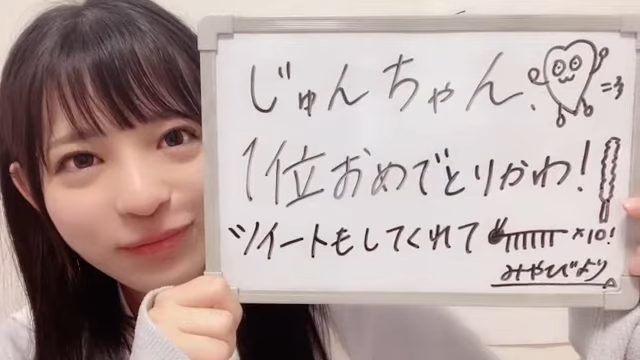 じゅんちゃん、
1位おめでとりかわ!
ツイートもしてくれて
×10!
みやびより